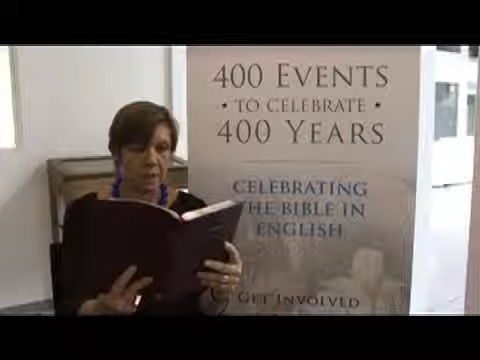 400 EVENTS
• TO CELEBRATE •
400 YEARS
CELEBRATING
THE BIBLE IN
ENGLISH
GET INVOLVED